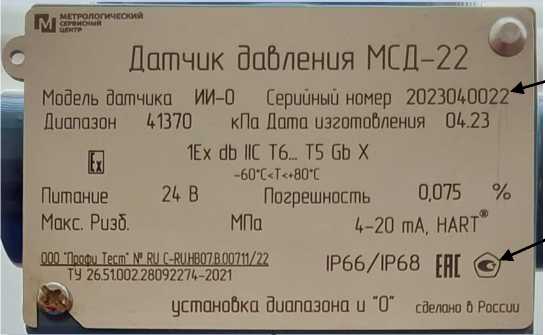 МЕТРОЛОГИЧЕСКИЙ
СЕРВИСНЫЙ
ЦЕНТР
Датчик давления МСД-22
Модель датчика ИИ-0 Серийный номер 2023040022
Диапазон 41370 кПа Дата изготовления 04.23
Ex 1Ex db IIC T6... T5 Gb X
-60°C<T<+80°C
Питание 24 В Погрешность 0,075 %
Макс. Ризб. МПа 4-20 mA, HART®
ООО "Профи Тест" № RU C-RU.HB07.B.00711/22
ТУ 26.51.002.28092274-2021
IP66/IP68 ЕАС
установка диапазона и "0" сделано в России